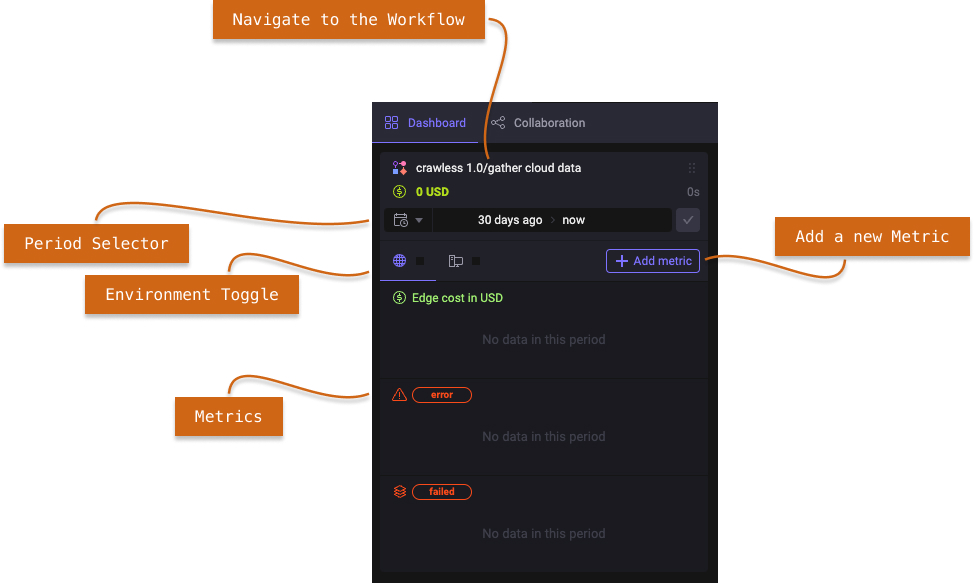 Navigate to the Workflow
Dashboard
Collaboration
crawless 1.0/gather cloud data
0 USD
0s
Period Selector
30 days ago
now
Add a new Metric
Environment Toggle
Add metric
Edge cost in USD
No data in this period
Metrics
error
No data in this period
failed
No data in this period